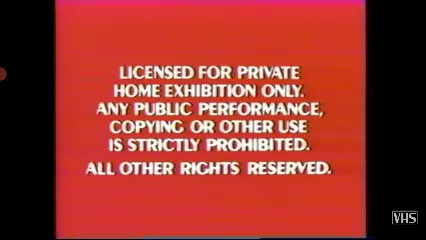 LICENSED FOR PRIVATE
HOME EXHIBITION ONLY.
ANY PUBLIC PERFORMANCE,
COPYING OR OTHER USE
IS STRICTLY PROHIBITED.
ALL OTHER RIGHTS RESERVED.
VHS